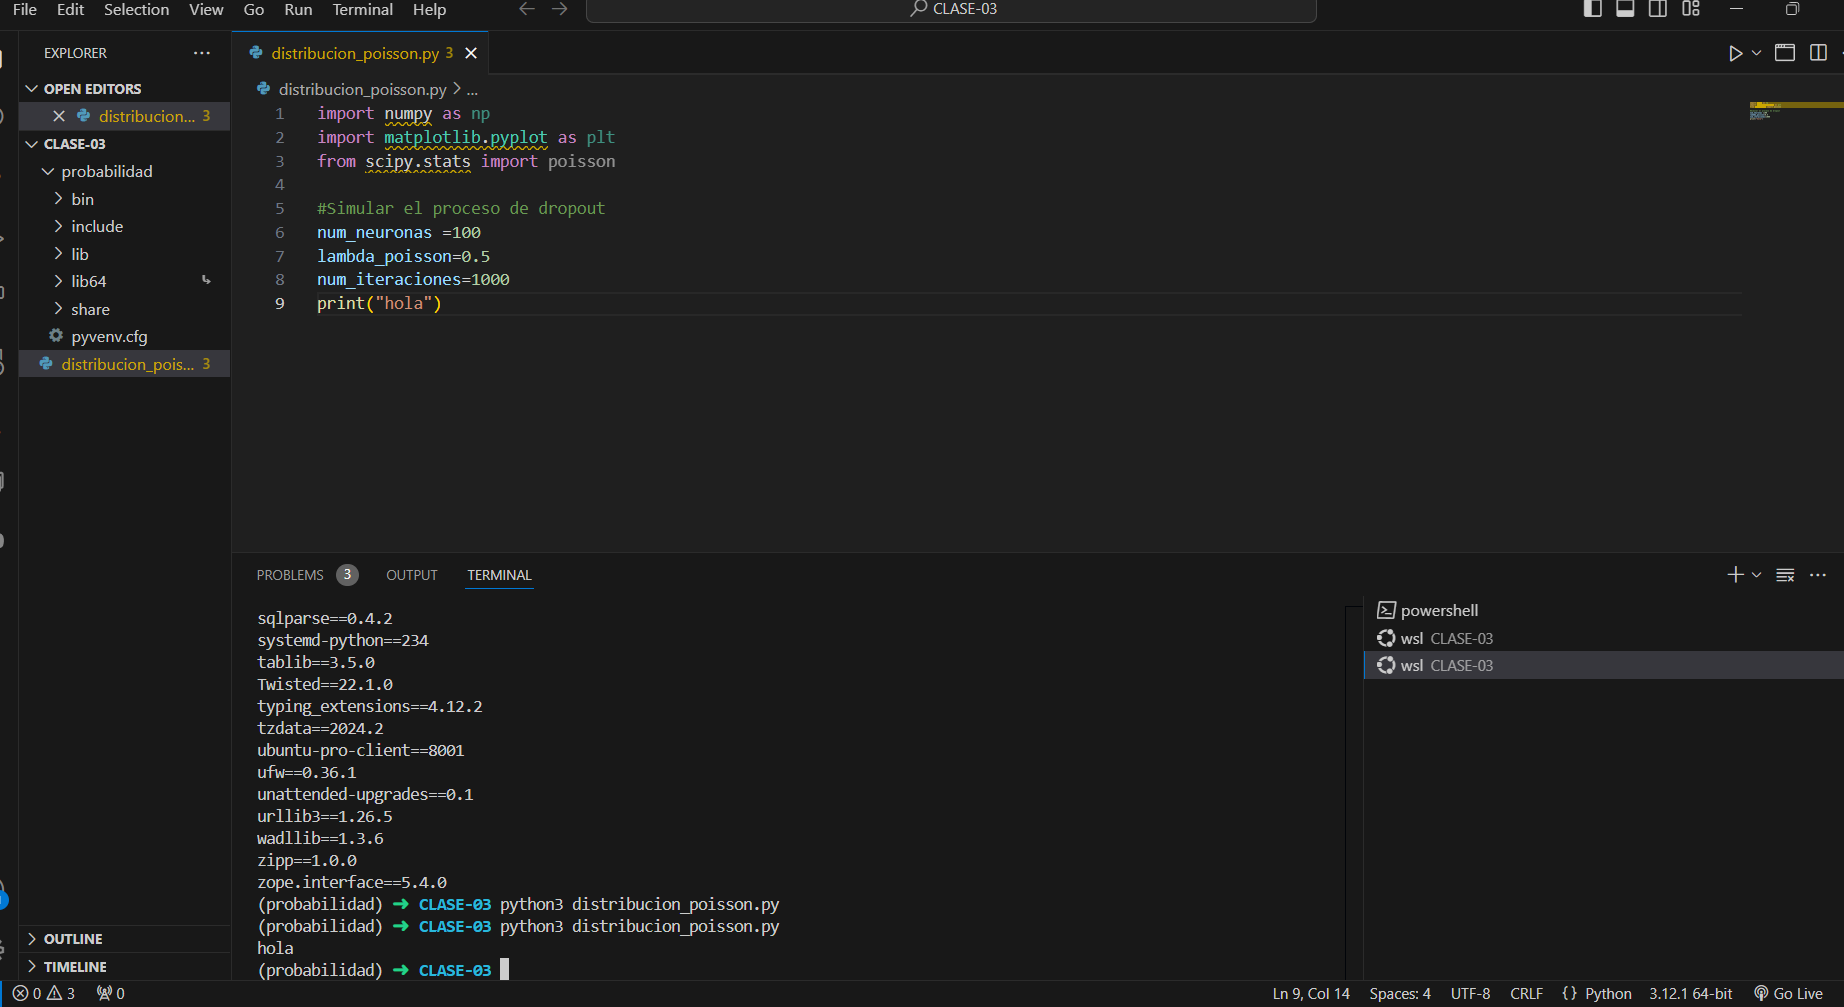 File Edit Selection View Go Run Terminal Help
CLASE-03
EXPLORER
distribucion_poisson.py 3
OPEN EDITORS
distribucion... 3
CLASE-03
probabilidad
bin
include
lib
lib64
share
pyvenv.cfg
distribucion_pois... 3
OUTLINE
TIMELINE
distribucion_poisson.py > ...
1 import numpy as np
2 import matplotlib.pyplot as plt
3 from scipy.stats import poisson
4
5 #Simular el proceso de dropout
6 num_neuronas =100
7 lambda_poisson=0.5
8 num_iteraciones=1000
9 print("hola")
PROBLEMS 3 OUTPUT TERMINAL
sqlparse==0.4.2
systemd-python==234
tablib==3.5.0
Twisted==22.1.0
typing_extensions==4.12.2
tzdata==2024.2
ubuntu-pro-client==8001
ufw==0.36.1
unattended-upgrades==0.1
urllib3==1.26.5
wadllib==1.3.6
zipp==1.0.0
zope.interface==5.4.0
(probabilidad) ➜ CLASE-03 python3 distribucion_poisson.py
(probabilidad) ➜ CLASE-03 python3 distribucion_poisson.py
hola
(probabilidad) ➜ CLASE-03
powershell
wsl CLASE-03
wsl CLASE-03
0 3 0
Ln 9, Col 14 Spaces: 4 UTF-8 CRLF {} Python 3.12.1 64-bit Go Live